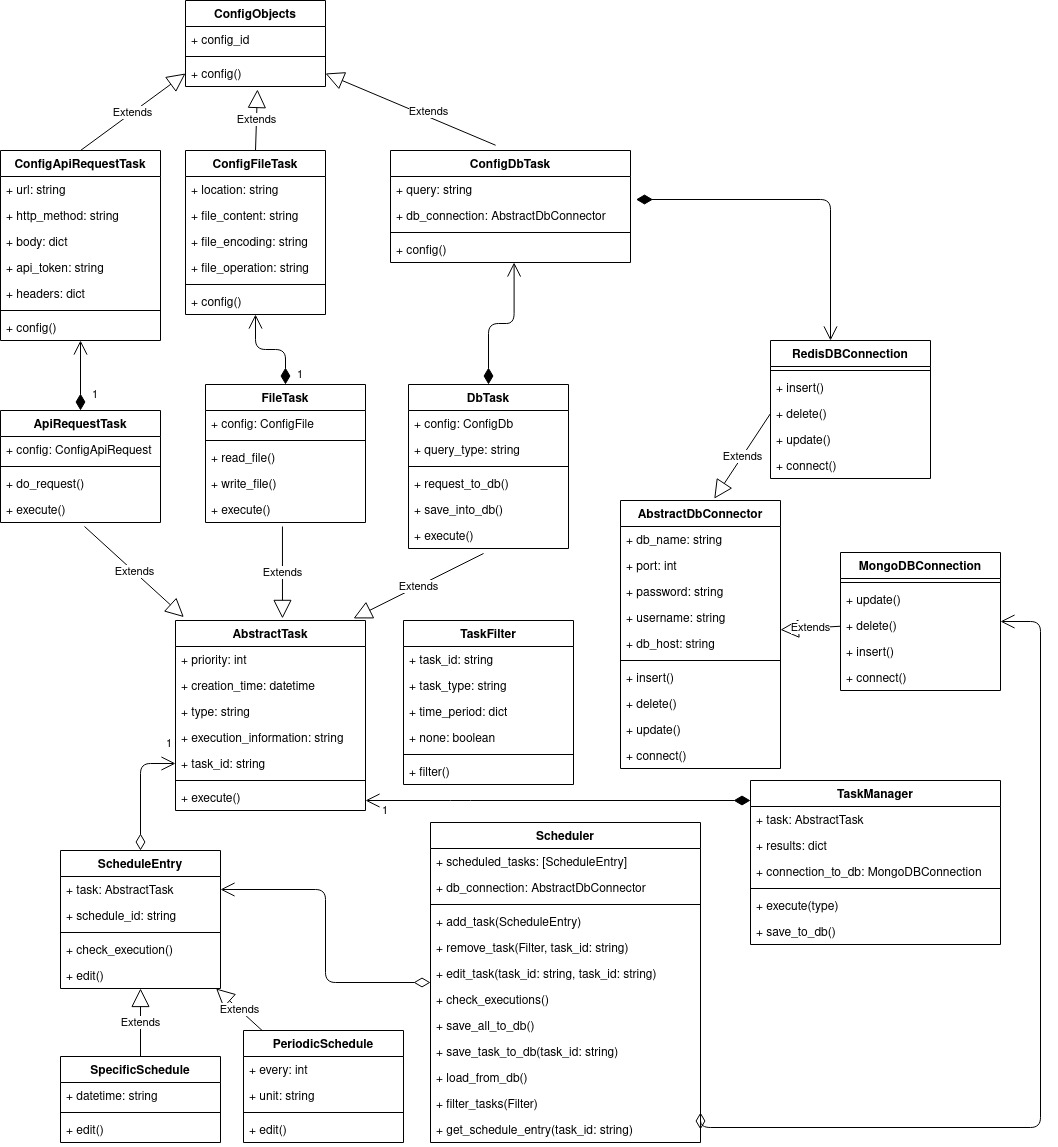 ConfigObjects
+ config_id
+ config()
Extends
Extends
Extends
ConfigApiRequestTask
+ url: string
+ http_method: string
+ body: dict
+ api_token: string
+ headers: dict
+ config()
ConfigFileTask
+ location: string
+ file_content: string
+ file_encoding: string
+ file_operation: string
+ config()
ConfigDbTask
+ query: string
+ db_connection: AbstractDbConnector
+ config()
1
1
ApiRequestTask
+ config: ConfigApiRequest
+ do_request()
+ execute()
FileTask
+ config: ConfigFile
+ read_file()
+ write_file()
+ execute()
DbTask
+ config: ConfigDb
+ query_type: string
+ request_to_db()
+ save_into_db()
+ execute()
RedisDBConnection
+ insert()
+ delete()
+ update()
+ connect()
Extends
AbstractDbConnector
+ db_name: string
+ port: int
+ password: string
+ username: string
+ db_host: string
+ insert()
+ delete()
+ update()
+ connect()
Extends
MongoDBConnection
+ update()
+ delete()
+ insert()
+ connect()
Extends
Extends
Extends
AbstractTask
+ priority: int
+ creation_time: datetime
+ type: string
+ execution_information: string
+ task_id: string
+ execute()
1
1
TaskFilter
+ task_id: string
+ task_type: string
+ time_period: dict
+ none: boolean
+ filter()
TaskManager
+ task: AbstractTask
+ results: dict
+ connection_to_db: MongoDBConnection
+ execute(type)
+ save_to_db()
ScheduleEntry
+ task: AbstractTask
+ schedule_id: string
+ check_execution()
+ edit()
Scheduler
+ scheduled_tasks: [ScheduleEntry]
+ db_connection: AbstractDbConnector
+ add_task(ScheduleEntry)
+ remove_task(Filter, task_id: string)
+ edit_task(task_id: string, task_id: string)
+ check_executions()
+ save_all_to_db()
+ save_task_to_db(task_id: string)
+ load_from_db()
+ filter_tasks(Filter)
+ get_schedule_entry(task_id: string)
Extends
Extends
SpecificSchedule
+ datetime: string
+ edit()
PeriodicSchedule
+ every: int
+ unit: string
+ edit()